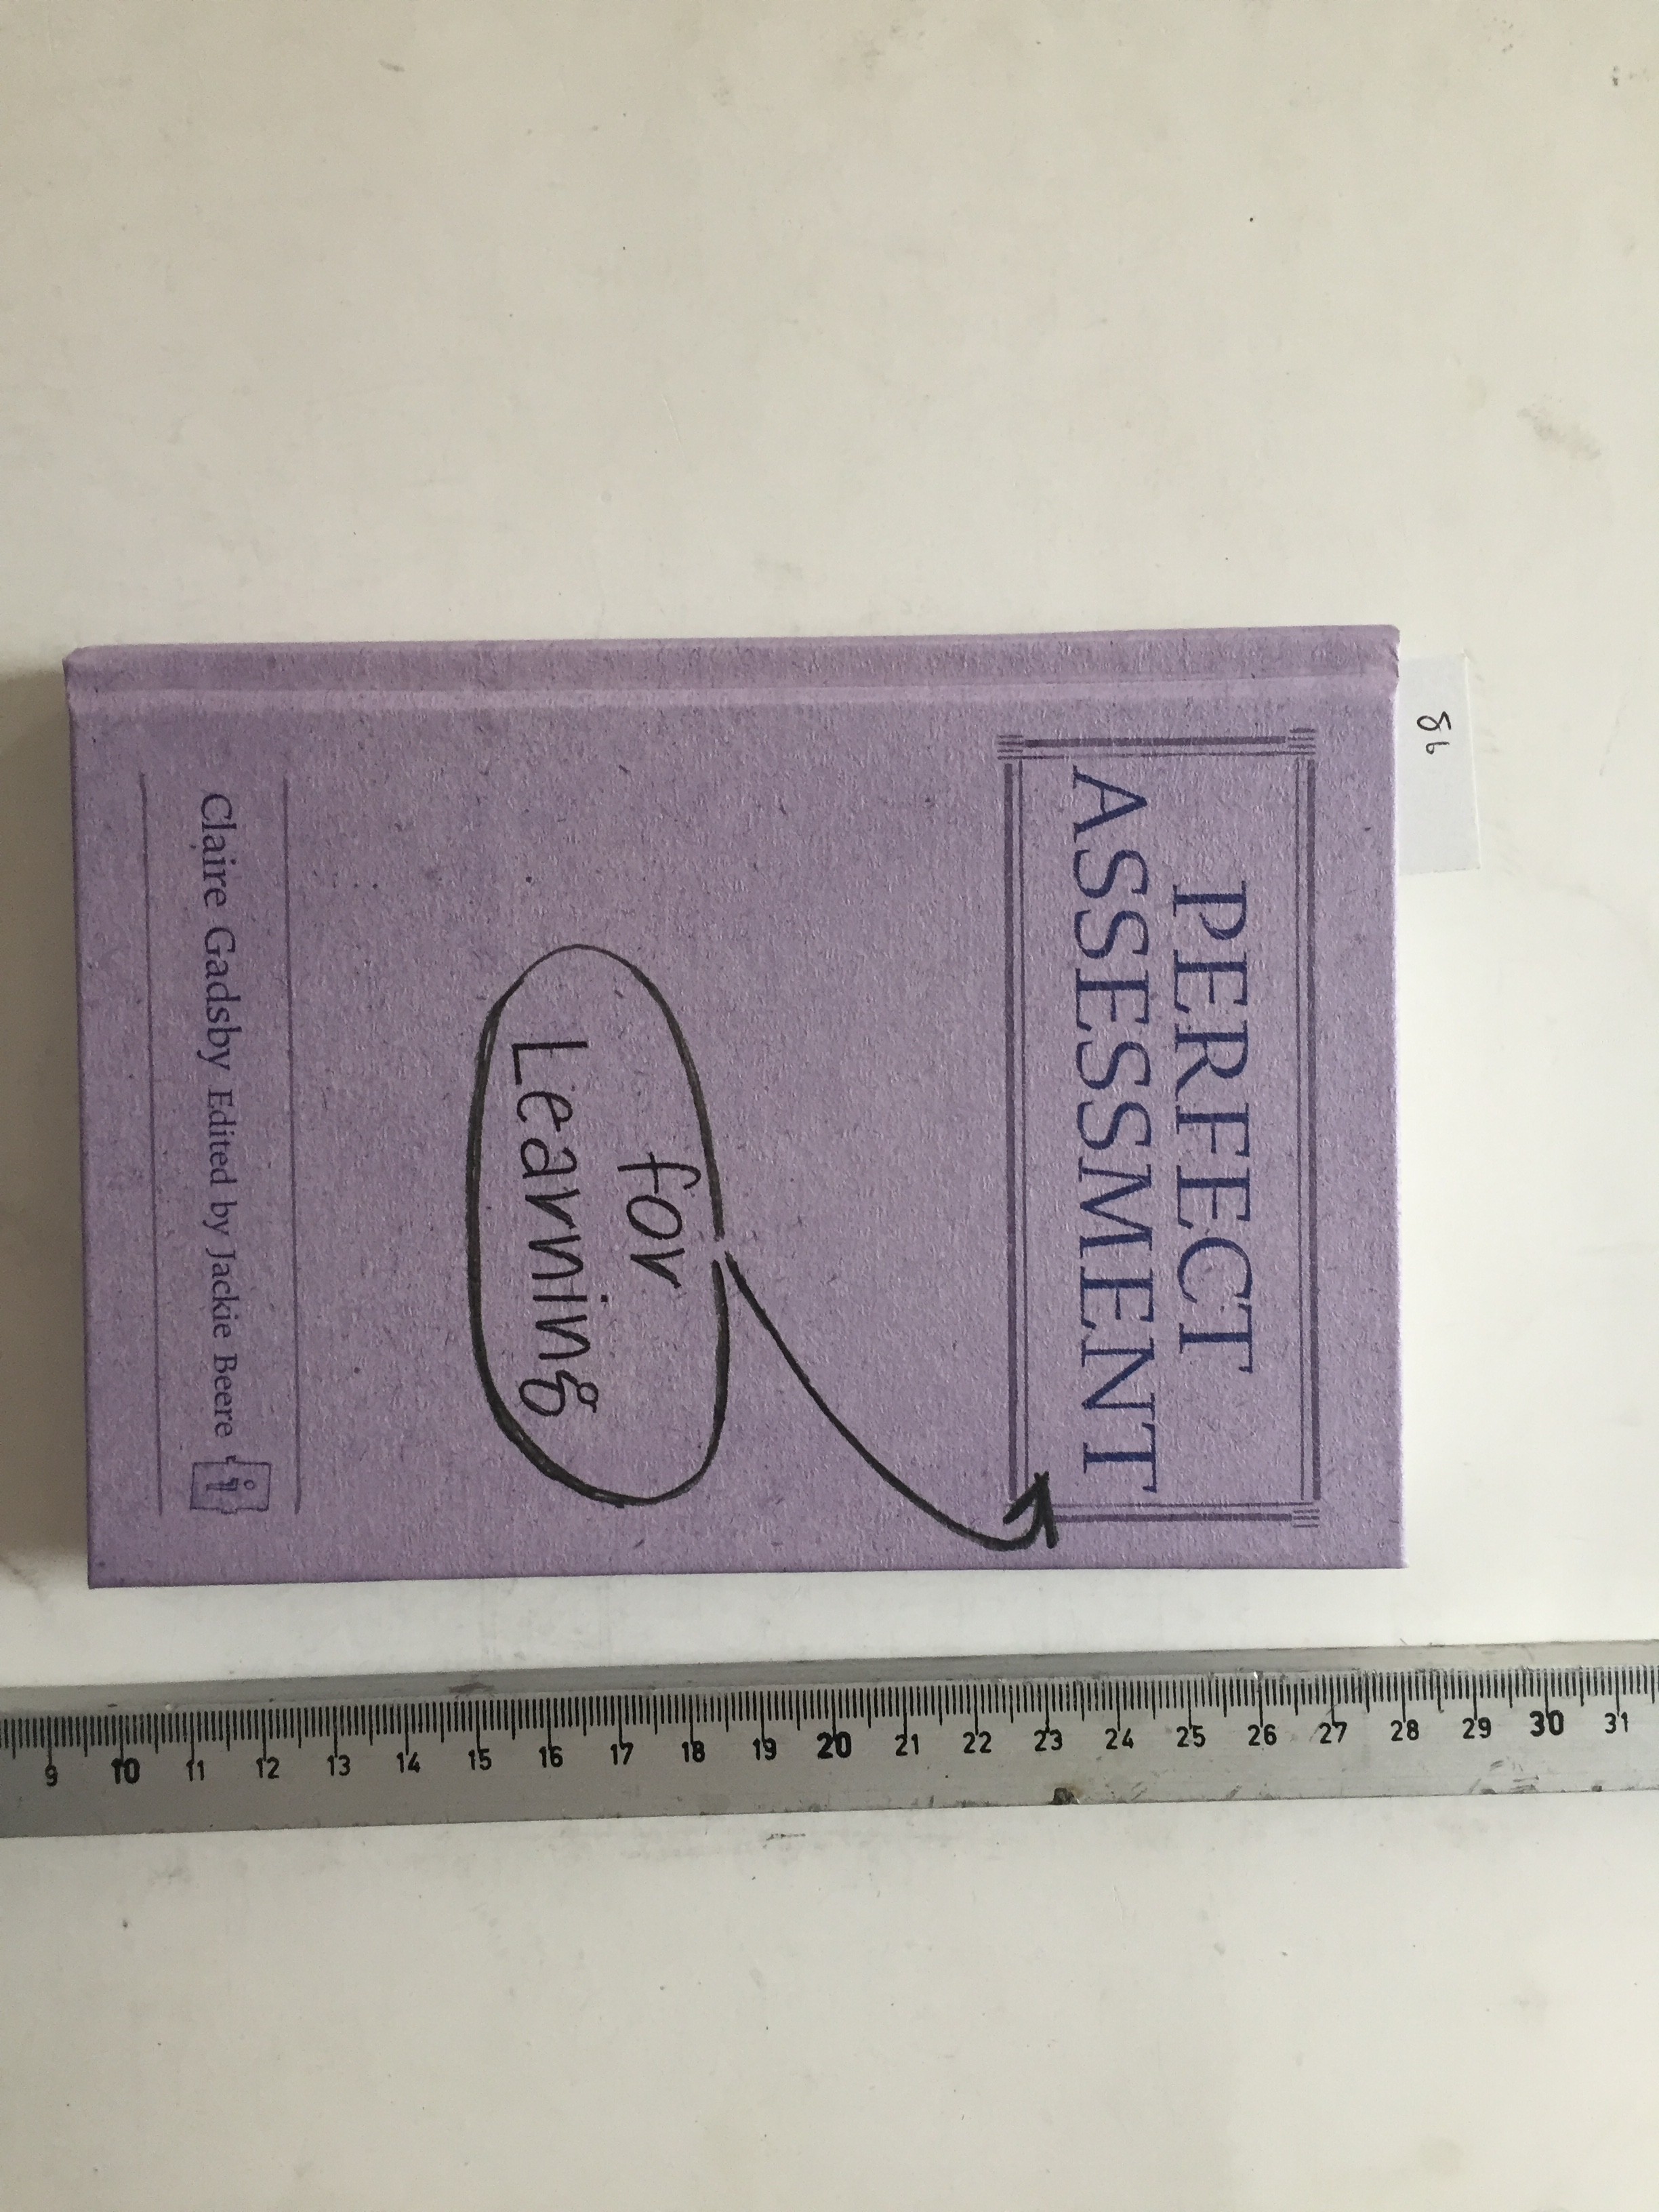 PERFECT
ASSESSMENT
for
Learning
Claire Gadsby Edited by Jackie Beere
9 10 11 12 13 14 15 16 17 18 19 20 21 22 23 24 25 26 27 28 29 30 31